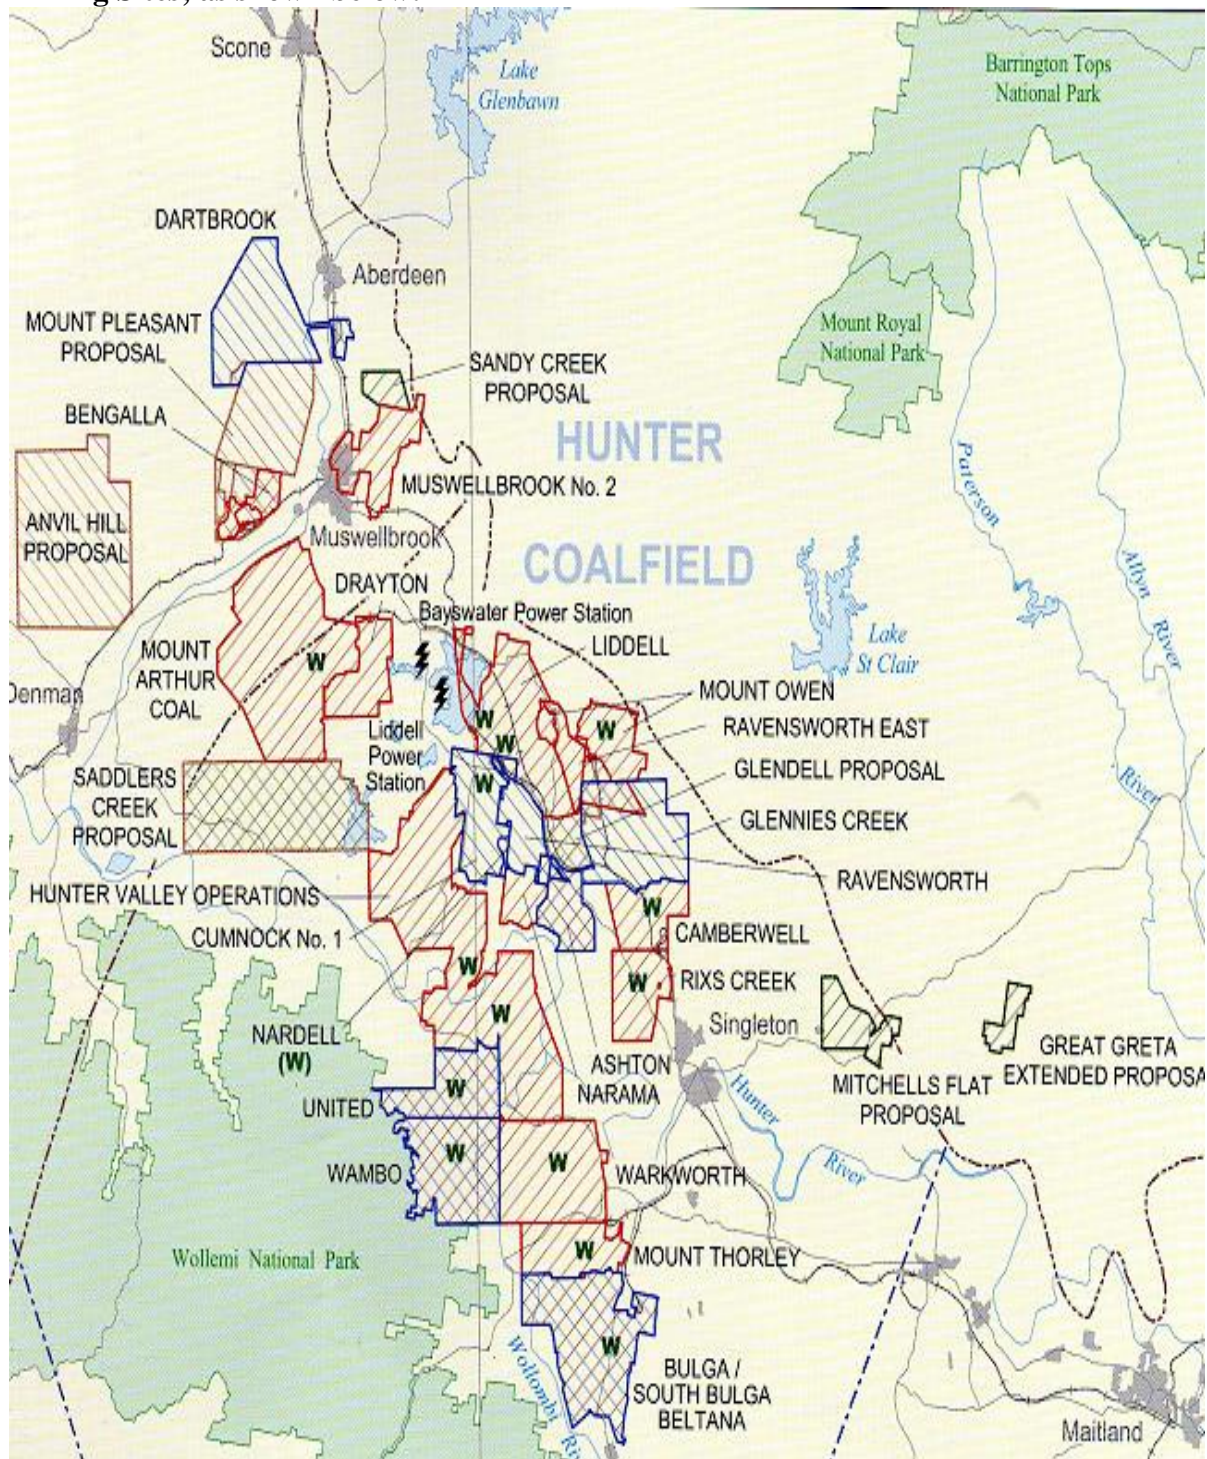 Scone
Lake
Glenbawn
Barrington Tops
National Park
DARTBROOK
Aberdeen
MOUNT PLEASANT
PROPOSAL
Mount Royal
National Park
SANDY CREEK
PROPOSAL
BENGALLA
HUNTER
MUSWELLBROOK No. 2
ANVIL HILL
PROPOSAL
Muswellbrook
Paterson
COALFIELD
DRAYTON
Bayswater Power Station
Allyn
River
LIDDELL
Lake
St Clair
MOUNT
ARTHUR
COAL
W
MOUNT OWEN
Denman
W
W
RAVENSWORTH EAST
Liddell
Power
Station
W
GLENDELL PROPOSAL
SADDLERS
CREEK
PROPOSAL
W
River
GLENNIES CREEK
RAVENSWORTH
HUNTER VALLEY OPERATIONS
W
CUMNOCK No. 1
CAMBERWELL
W
W
RIXS CREEK
W
Singleton
NARDELL
(W)
GREAT GRETA
EXTENDED PROPOSA
ASHTON
NARAMA
MITCHELLS FLAT
PROPOSAL
W
UNITED
Hunter
River
W
WAMBO
W
WARKWORTH
Wollemi National Park
W
MOUNT THORLEY
W
BULGA /
SOUTH BULGA
BELTANA
Wollombi
Riv
Maitland